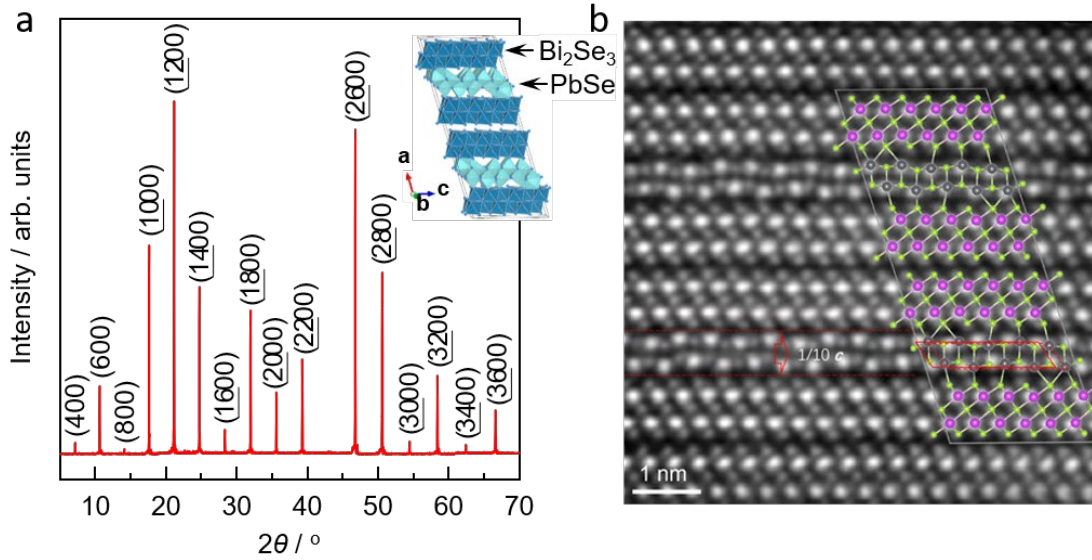 a
b
Intensity / arb. units
(400)
(600)
(800)
(1000)
(1200)
(1400)
(1600)
(1800)
(2000)
(2200)
(2600)
(2800)
(3000)
(3200)
(3400)
(3600)
Bi₂Se₃
PbSe
a
b
c
10 20 30 40 50 60 70
2θ / °
1/10 c
1 nm